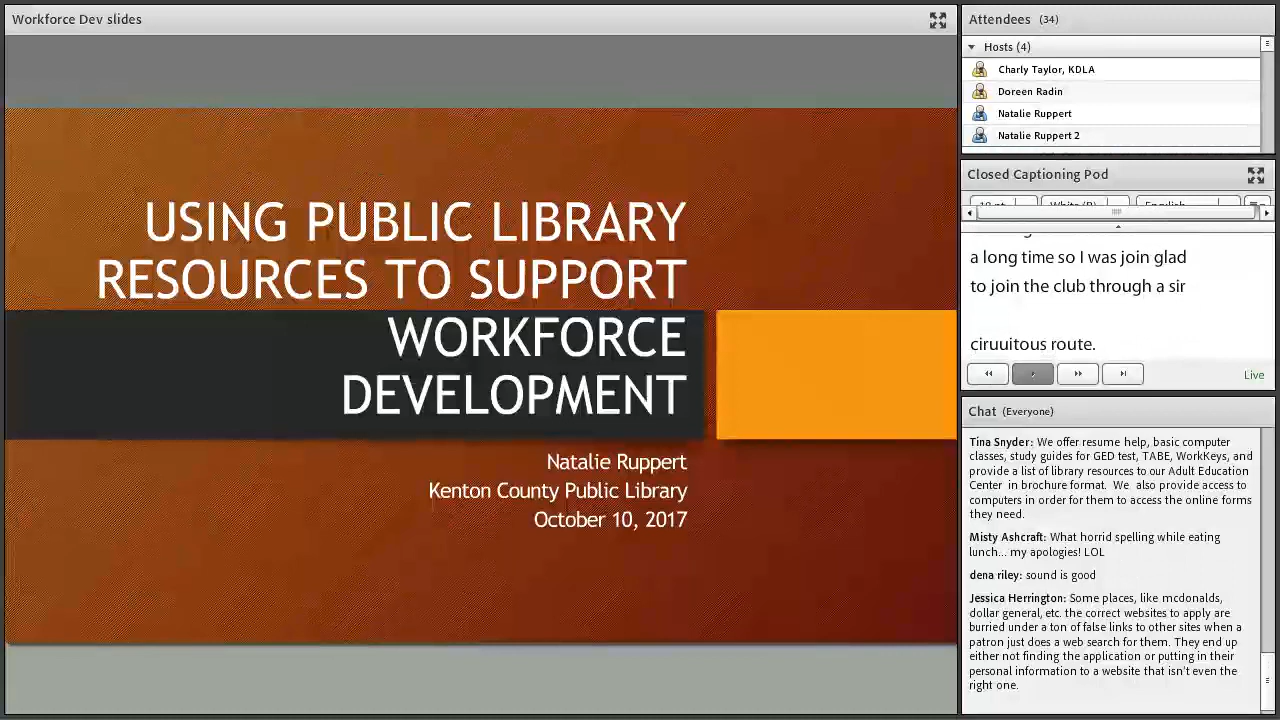 Workforce Dev slides
USING PUBLIC LIBRARY
RESOURCES TO SUPPORT
WORKFORCE
DEVELOPMENT
Natalie Ruppert
Kenton County Public Library
October 10, 2017
Attendees (34)
Hosts (4)
Charly Taylor, KDLA
Doreen Radin
Natalie Ruppert
Natalie Ruppert 2
Closed Captioning Pod
a long time so I was join glad
to join the club through a sir
ciruuitous route.
Live
Chat (Everyone)
Tina Snyder: We offer resume help, basic computer
classes, study guides for GED test, TABE, WorkKeys, and
provide a list of library resources to our Adult Education
Center in brochure format. We also provide access to
computers in order for them to access the online forms
they need.
Misty Ashcraft: What horrid spelling while eating
lunch... my apologies! LOL
dena riley: sound is good
Jessica Herrington: Some places, like mcdonalds,
dollar general, etc. the correct websites to apply are
burried under a ton of false links to other sites when a
patron just does a web search for them. They end up
either not finding the application or putting in their
personal information to a website that isn't even the
right one.